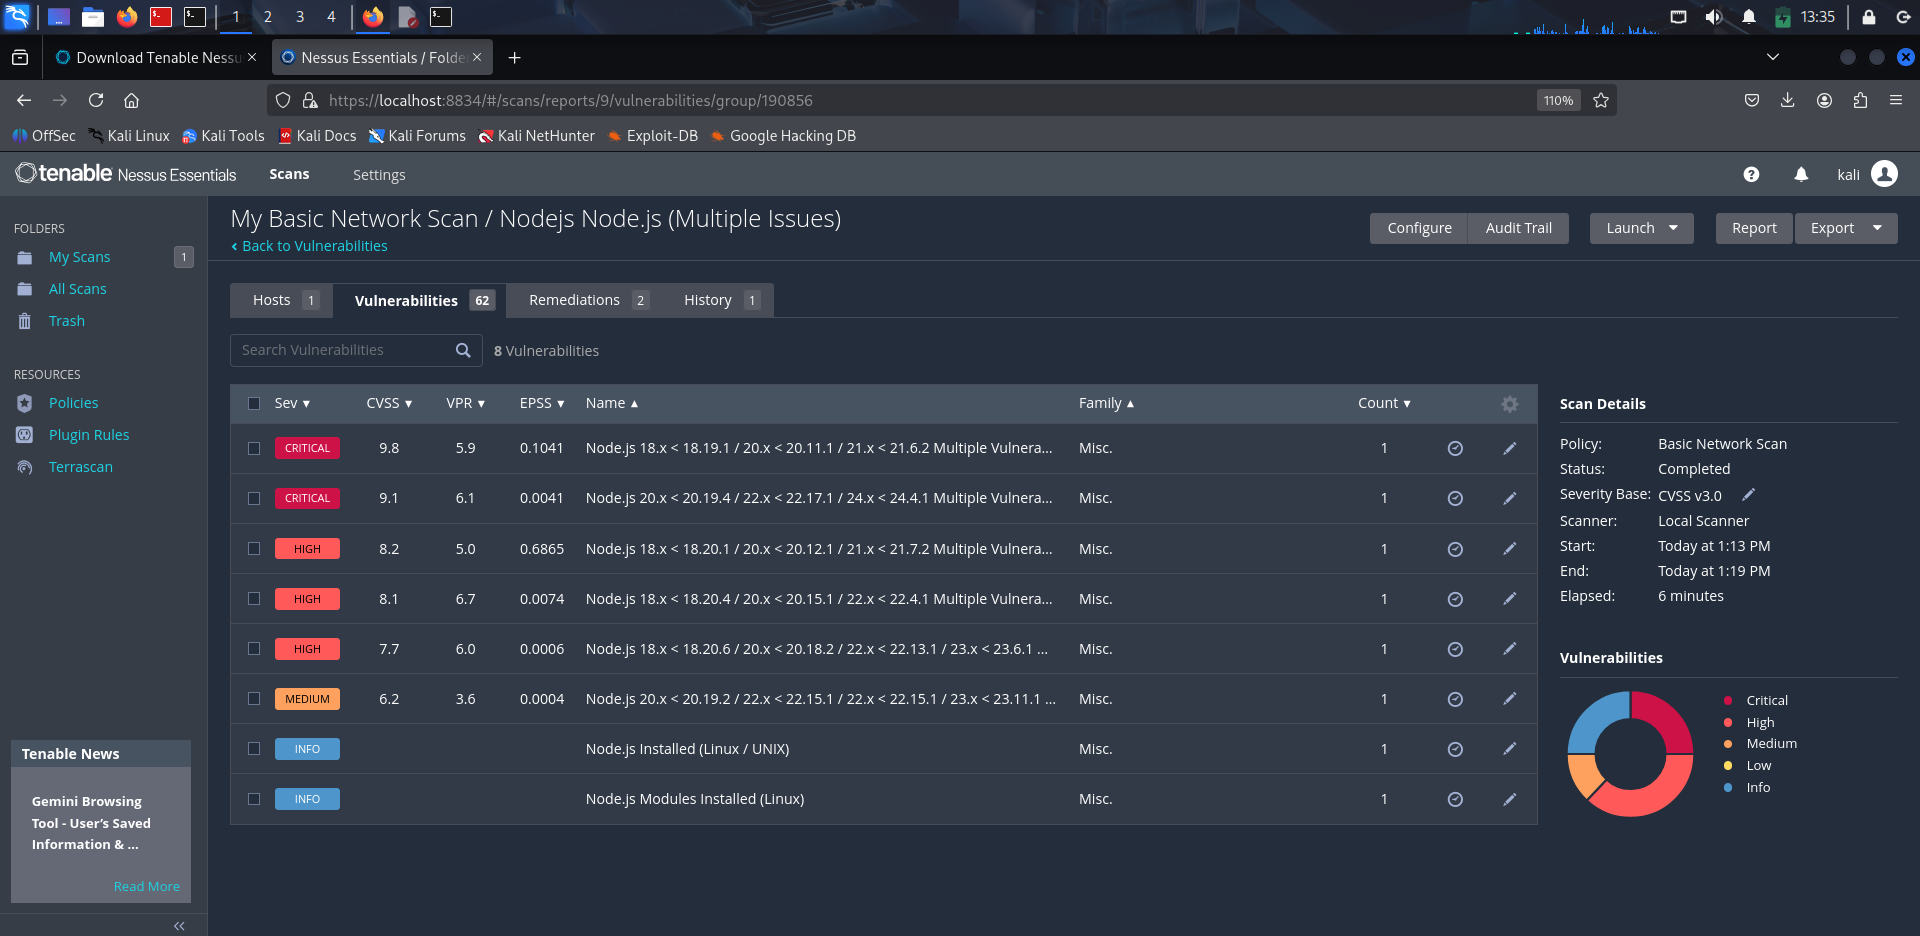 1 2 3 4 13:35
Download Tenable Nessu
Nessus Essentials / Folde
https://localhost:8834/#/scans/reports/9/vulnerabilities/group/190856 110%
OffSec Kali Linux Kali Tools Kali Docs Kali Forums Kali NetHunter Exploit-DB Google Hacking DB
tenable Nessus Essentials Scans Settings kali
FOLDERS
My Scans 1
All Scans
Trash
RESOURCES
Policies
Plugin Rules
Terrascan
Tenable News
Gemini Browsing
Tool - User’s Saved
Information & ...
Read More
My Basic Network Scan / Nodejs Node.js (Multiple Issues)
Back to Vulnerabilities
Configure Audit Trail Launch Report Export
Hosts 1 Vulnerabilities 62 Remediations 2 History 1
Search Vulnerabilities 8 Vulnerabilities
Sev CVSS VPR EPSS Name Family Count
CRITICAL 9.8 5.9 0.1041 Node.js 18.x < 18.19.1 / 20.x < 20.11.1 / 21.x < 21.6.2 Multiple Vulnera... Misc. 1
CRITICAL 9.1 6.1 0.0041 Node.js 20.x < 20.19.4 / 22.x < 22.17.1 / 24.x < 24.4.1 Multiple Vulnera... Misc. 1
HIGH 8.2 5.0 0.6865 Node.js 18.x < 18.20.1 / 20.x < 20.12.1 / 21.x < 21.7.2 Multiple Vulnera... Misc. 1
HIGH 8.1 6.7 0.0074 Node.js 18.x < 18.20.4 / 20.x < 20.15.1 / 22.x < 22.4.1 Multiple Vulnera... Misc. 1
HIGH 7.7 6.0 0.0006 Node.js 18.x < 18.20.6 / 20.x < 20.18.2 / 22.x < 22.13.1 / 23.x < 23.6.1 ... Misc. 1
MEDIUM 6.2 3.6 0.0004 Node.js 20.x < 20.19.2 / 22.x < 22.15.1 / 22.x < 22.15.1 / 23.x < 23.11.1 ... Misc. 1
INFO Node.js Installed (Linux / UNIX) Misc. 1
INFO Node.js Modules Installed (Linux) Misc. 1
Scan Details
Policy: Basic Network Scan
Status: Completed
Severity Base: CVSS v3.0
Scanner: Local Scanner
Start: Today at 1:13 PM
End: Today at 1:19 PM
Elapsed: 6 minutes
Vulnerabilities
Critical
High
Medium
Low
Info